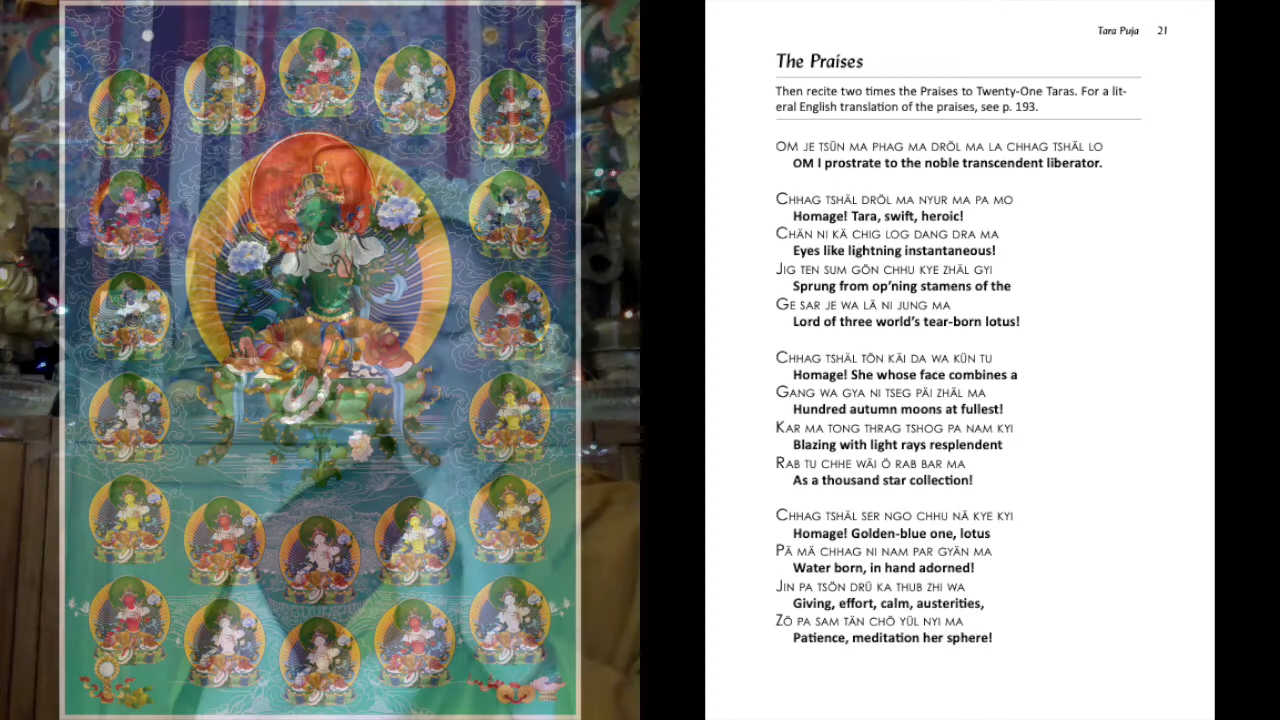 Tara Puja 21
The Praises
Then recite two times the Praises to Twenty-One Taras. For a lit-
eral English translation of the praises, see p. 193.
OM JE TSÜN MA PHAG MA DRÖL MA LA CHHAG TSHÄL LO
OM I prostrate to the noble transcendent liberator.
CHHAG TSHÄL DRÖL MA NYUR MA PA MO
Homage! Tara, swift, heroic!
CHÄN NI KÄ CHIG LOG DANG DRA MA
Eyes like lightning instantaneous!
JIG TEN SUM GÖN CHHU KYE ZHÄL GYI
Sprung from op’ning stamens of the
GE SAR JE WA LÄ NI JUNG MA
Lord of three world’s tear-born lotus!
CHHAG TSHÄL TÖN KÄI DA WA KÜN TU
Homage! She whose face combines a
GANG WA GYA NI TSEG PÄI ZHÄL MA
Hundred autumn moons at fullest!
KAR MA TONG THRAG TSHOG PA NAM KYI
Blazing with light rays resplendent
RAB TU CHHE WÄI Ö RAB BAR MA
As a thousand star collection!
CHHAG TSHÄL SER NGO CHHU NÄ KYE KYI
Homage! Golden-blue one, lotus
PÄ MÄ CHHAG NI NAM PAR GYÄN MA
Water born, in hand adorned!
JIN PA TSÖN DRÜ KA THUB ZHI WA
Giving, effort, calm, austerities,
ZÖ PA SAM TÄN CHÖ YÜL NYI MA
Patience, meditation her sphere!